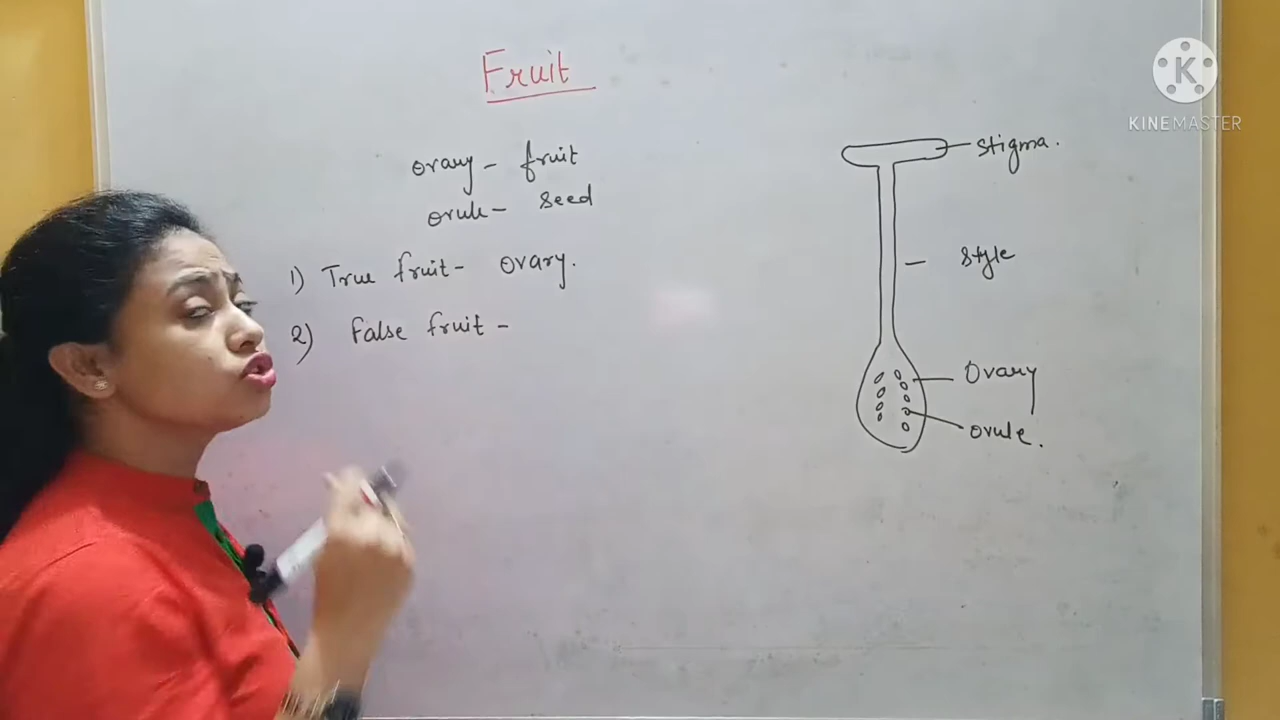 Fruit
Ovary - fruit
Ovule - seed
1) True fruit - Ovary.
2) False fruit -
Stigma.
Style
Ovary
Ovule.
K
KINEMASTER